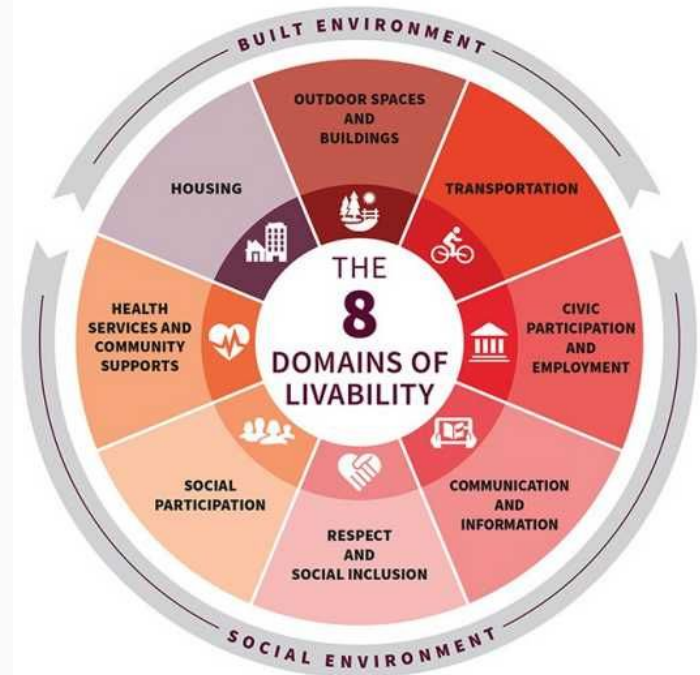 BUILT ENVIRONMENT
OUTDOOR SPACES
AND
BUILDINGS
TRANSPORTATION
CIVIC
PARTICIPATION
AND
EMPLOYMENT
COMMUNICATION
AND
INFORMATION
RESPECT
AND
SOCIAL INCLUSION
SOCIAL
PARTICIPATION
HEALTH
SERVICES AND
COMMUNITY
SUPPORTS
HOUSING
THE
8
DOMAINS OF
LIVABILITY
SOCIAL ENVIRONMENT